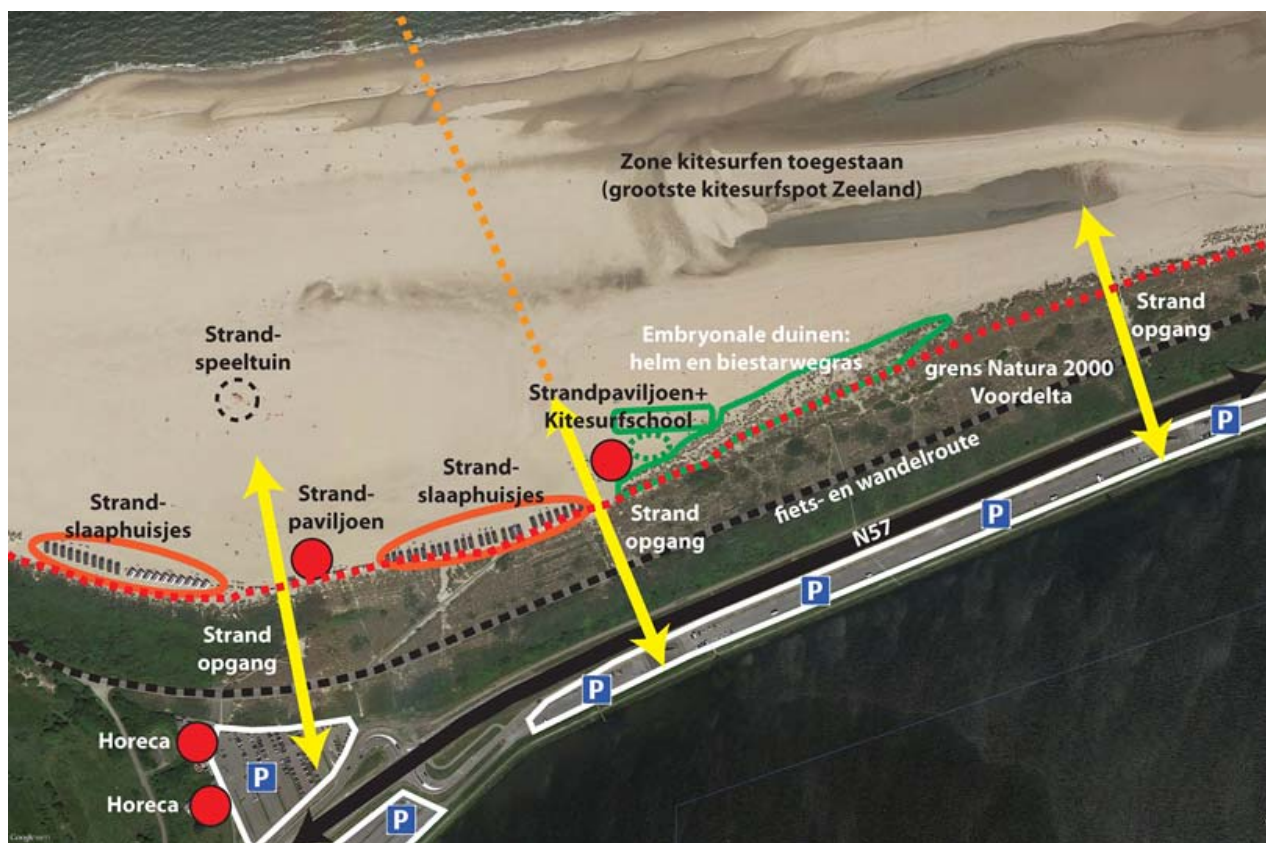 Zone kitesurfen toegestaan
(grootste kitesurfspot Zeeland)
Strand
opgang
Embryonale duinen:
helm en biestarwegras
Strand-
speeltuin
grens Natura 2000
Voordelta
Strandpaviljoen+
Kitesurfschool
P
Strand-
slaaphuisjes
Strand-
paviljoen
Strand-
slaaphuisjes
fiets- en wandelroute
Strand
opgang
P
N57
P
Strand
opgang
P
Horeca
P
Horeca
P